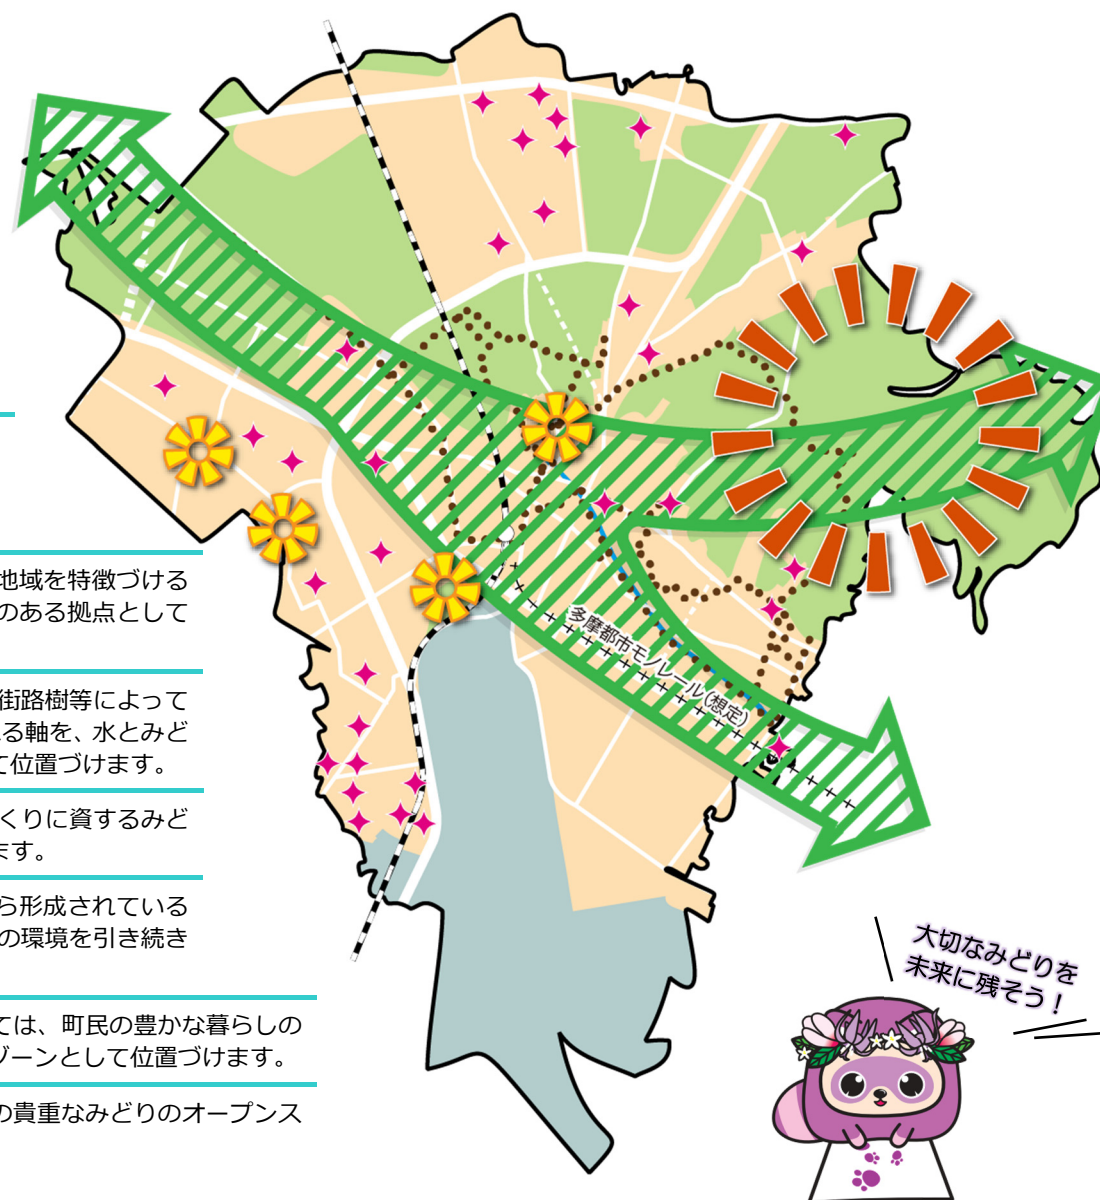 地域を特徴づける
のある拠点として
街路樹等によって
る軸を、水とみど
て位置づけます。
くりに資するみど
ます。
ら形成されている
の環境を引き続き
ては、町民の豊かな暮らしの
ゾーンとして位置づけます。
の貴重なみどりのオープンス
多摩都市モノレール(想定)
大切なみどりを
未来に残そう！